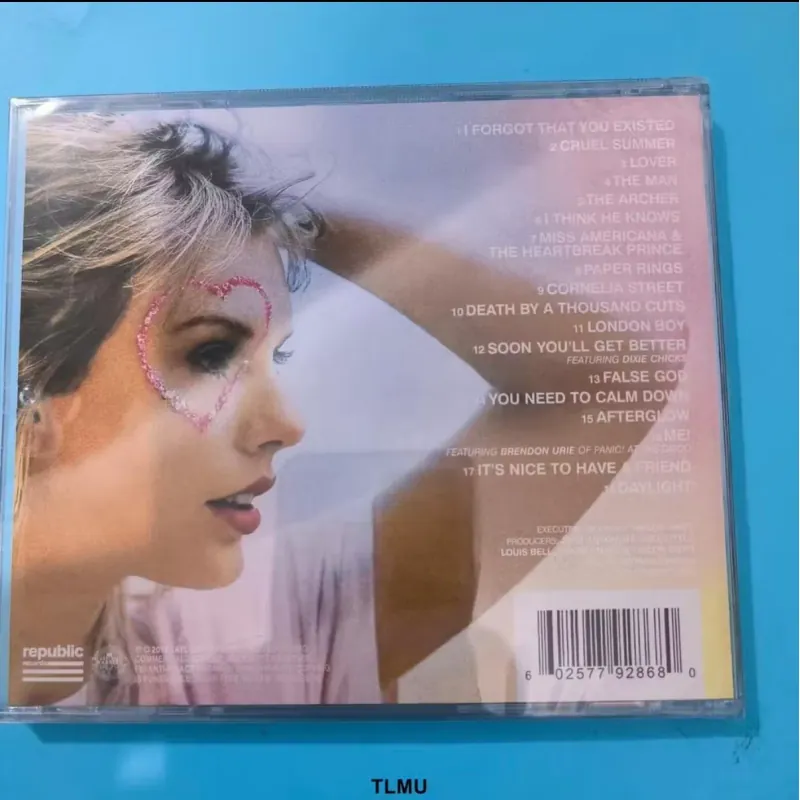 1 I FORGOT THAT YOU EXISTED
2 CRUEL SUMMER
3 LOVER
4 THE MAN
5 THE ARCHER
6 I THINK HE KNOWS
7 MISS AMERICANA &
THE HEARTBREAK PRINCE
8 PAPER RINGS
9 CORNELIA STREET
10 DEATH BY A THOUSAND CUTS
11 LONDON BOY
12 SOON YOU'LL GET BETTER
FEATURING DIXIE CHICKS
13 FALSE GOD
YOU NEED TO CALM DOWN
15 AFTERGLOW
ME!
FEATURING BRENDON URIE OF PANIC! AT THE DISCO
17 IT'S NICE TO HAVE A FRIEND
DAYLIGHT
PRODUCERS:
LOUIS BELL
republic
records
6 02577 92868 0
TLMU